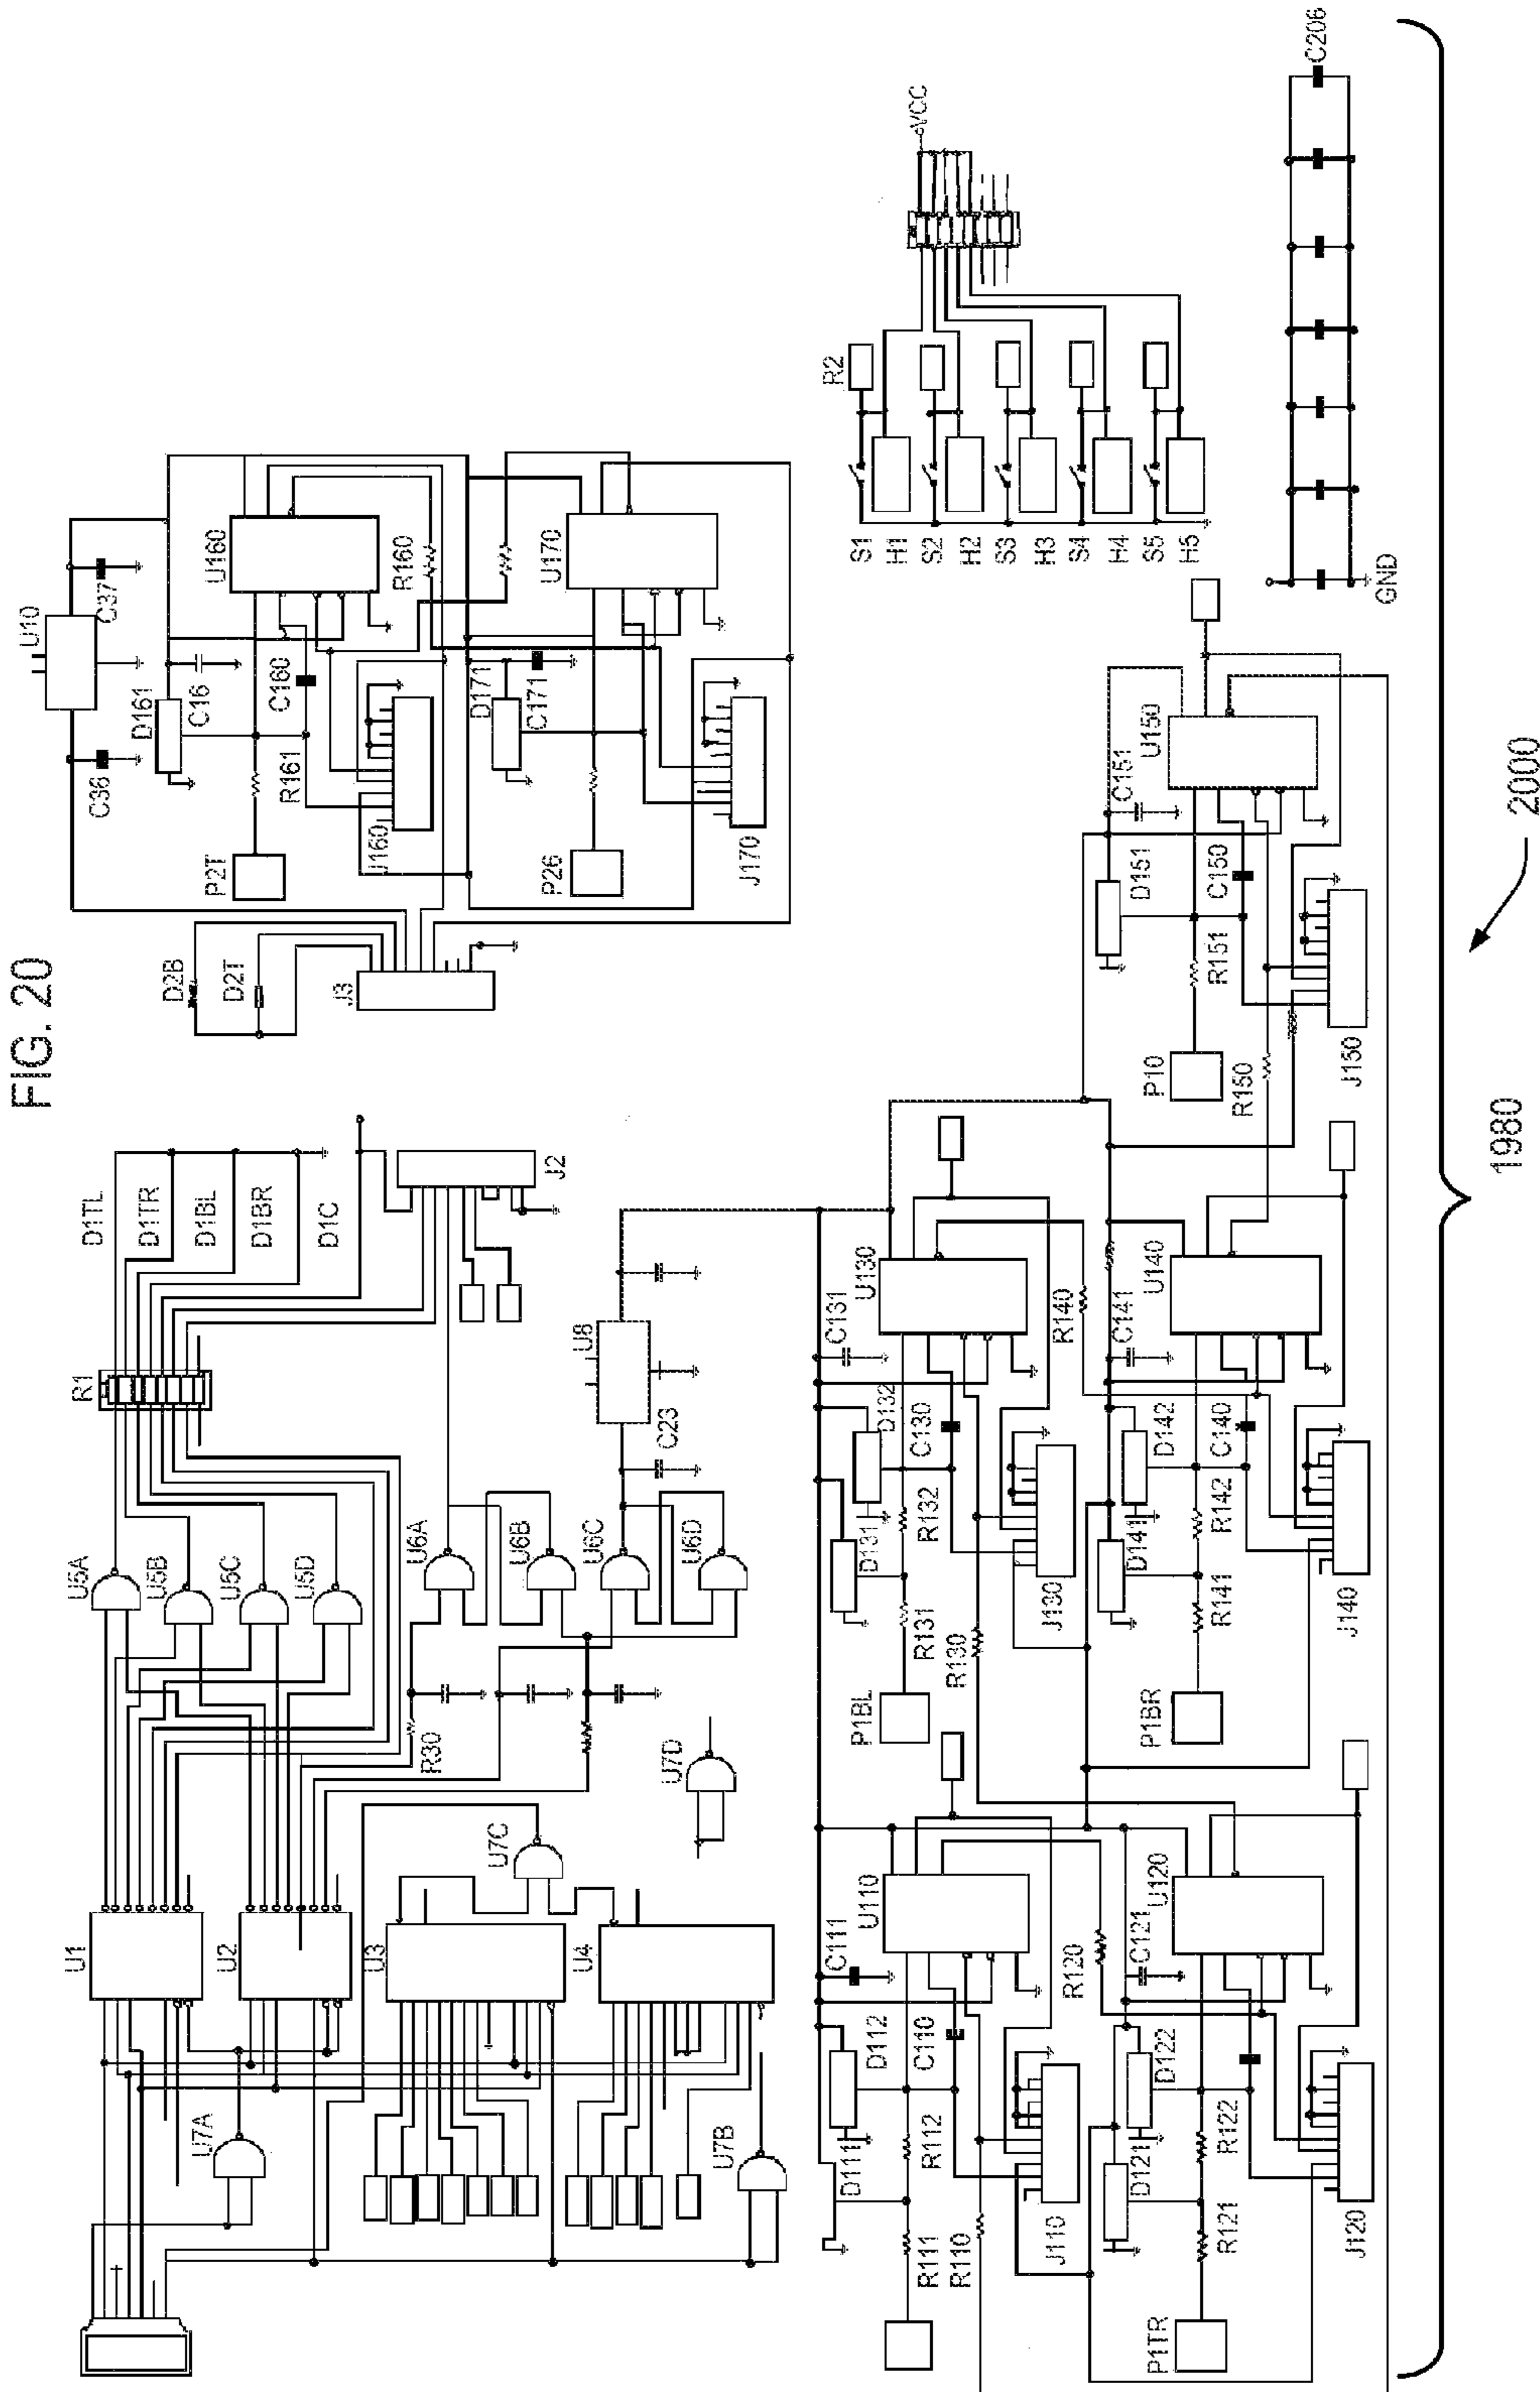 FIG. 20
U1
U2
U3
U4
U7A
U7B
U7C
U7D
U5A
U5B
U5C
U5D
U6A
U6B
U6C
U6D
R30
R1
D1TL
D1TR
D1BL
D1BR
D1C
J2
U8
C23
D2B
D2T
J3
U10
C36
C37
D161
C16
U160
P2T
R161
C160
J160
R160
D171
C171
U170
P26
J170
R2
VCC
S1
H1
S2
H2
S3
H3
S4
H4
S5
H5
C206
GND
D111
D112
C111
U110
R111
R112
C110
R110
J110
R120
D121
D122
C121
U120
P1TR
R121
R122
J120
D131
D132
C131
U130
P1BL
R131
R132
C130
R130
J130
R140
D141
D142
C141
U140
P1BR
R141
R142
C140
J140
D151
C151
U150
P10
R151
C150
R150
J150
1980
2000